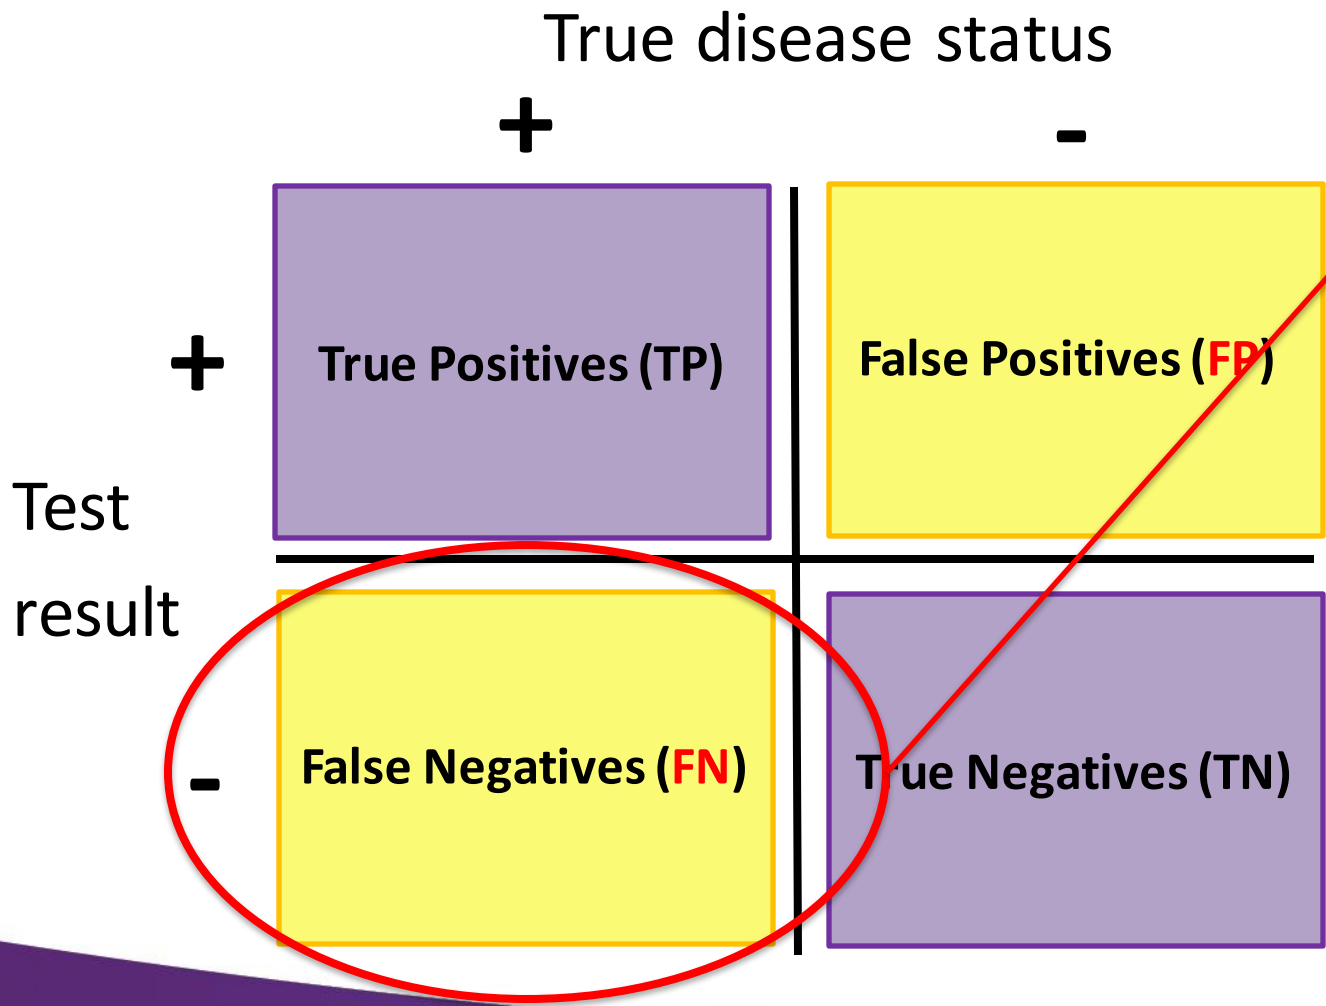 True disease status
+ -
+
True Positives (TP)
False Positives (FP)
Test
result
-
False Negatives (FN)
True Negatives (TN)